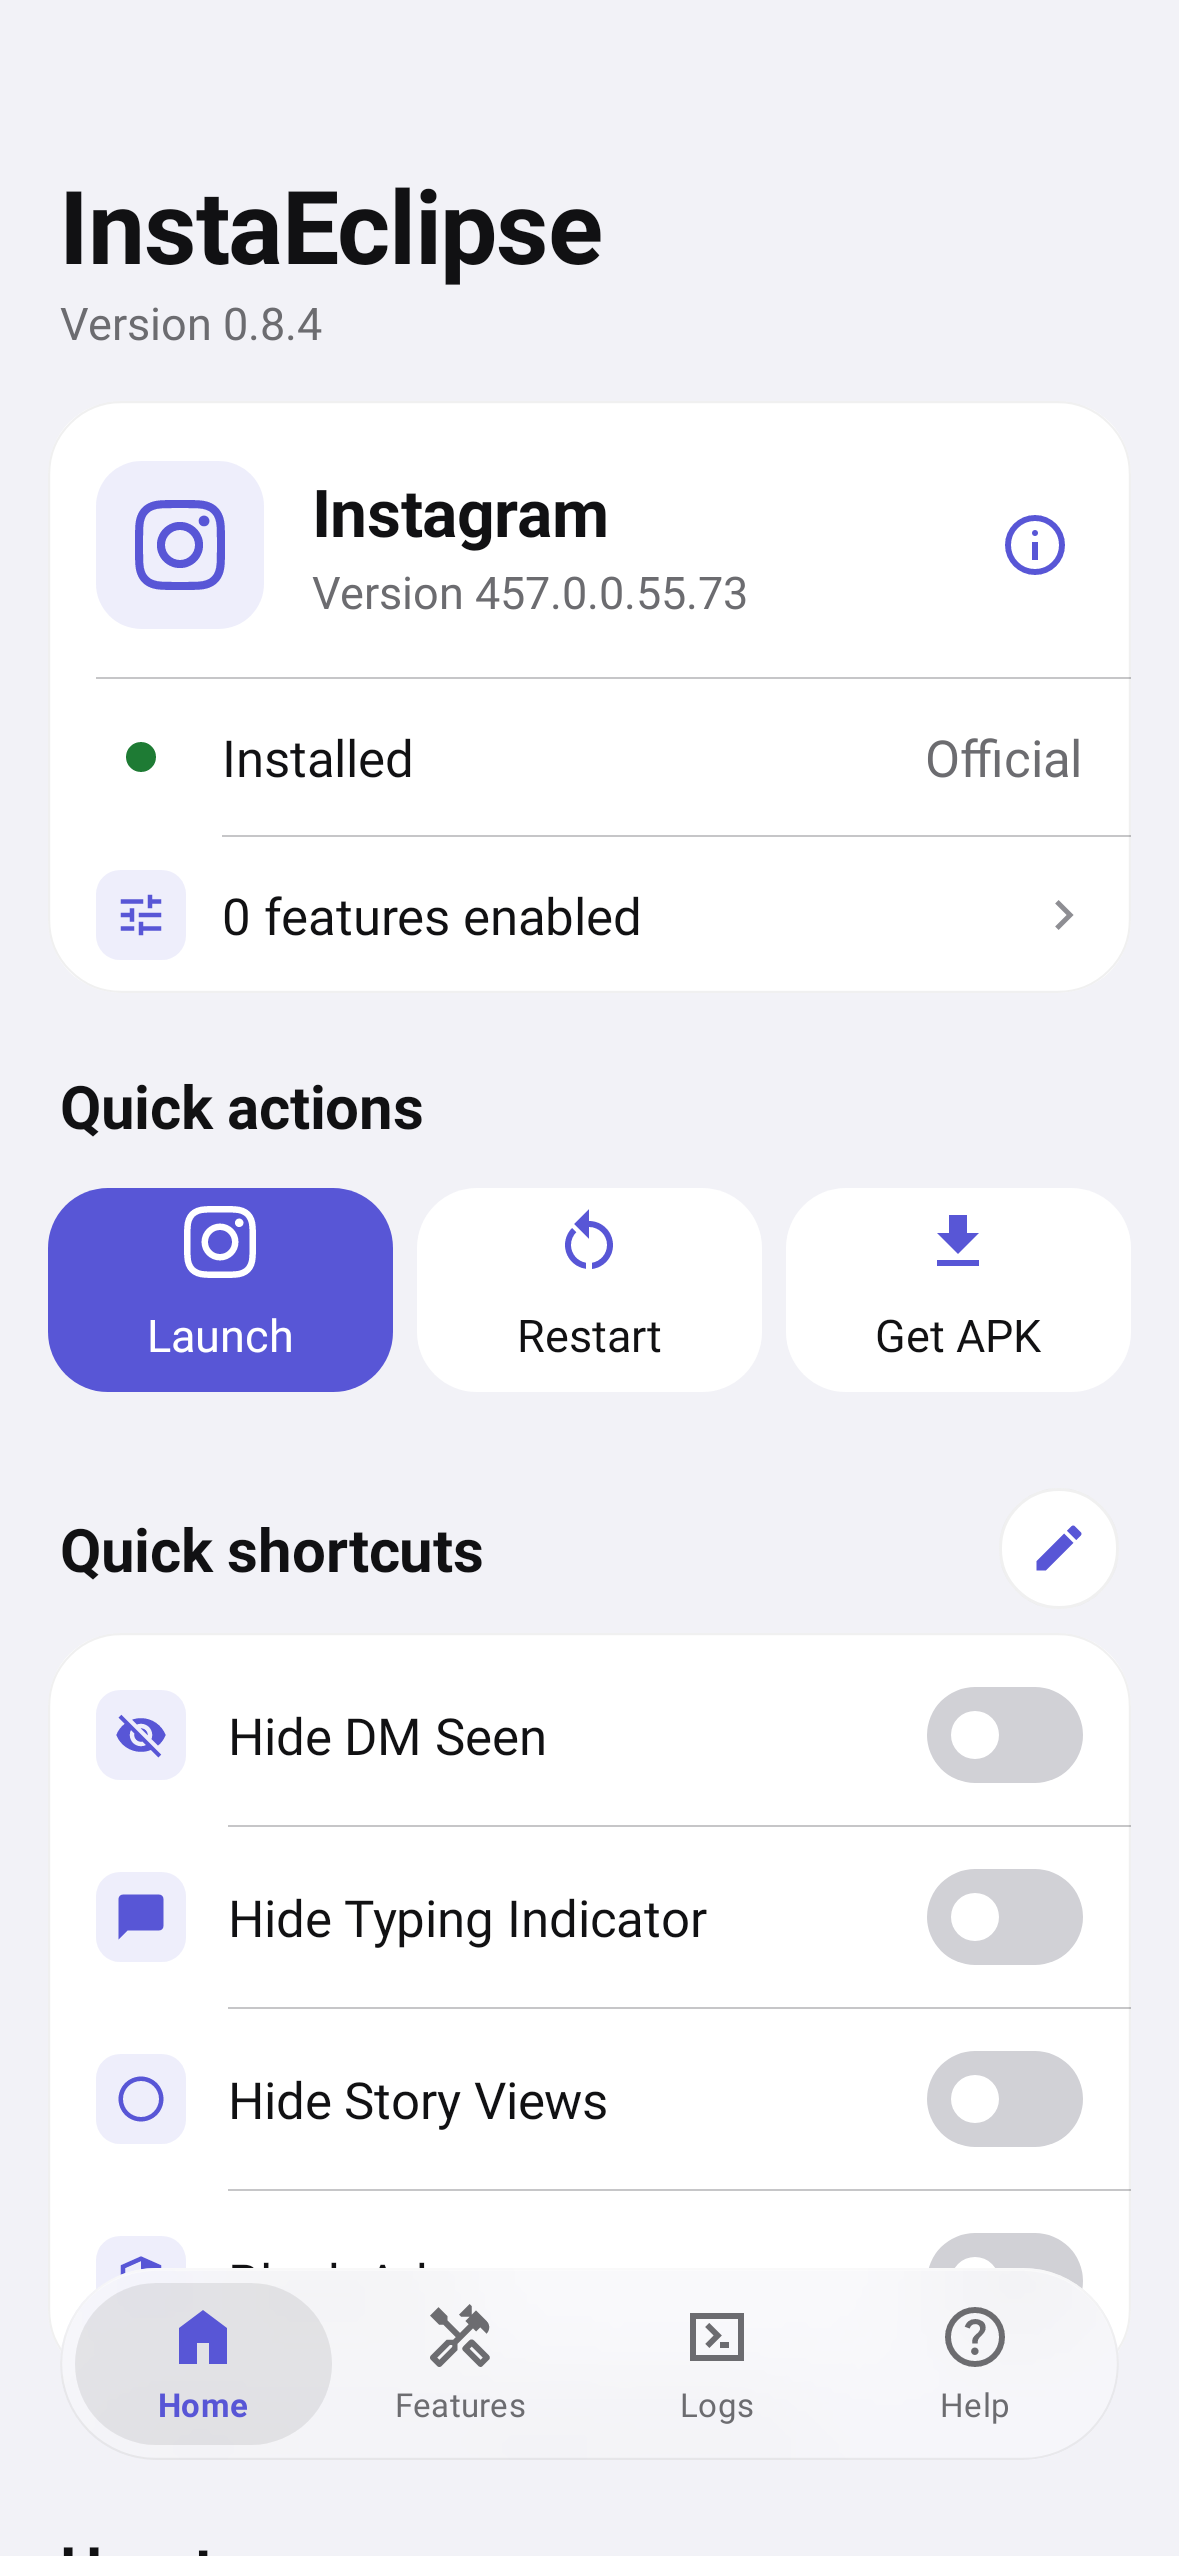 InstaEclipse
Version 0.8.4
Instagram
Version 457.0.0.55.73
Installed
Official
0 features enabled
Quick actions
Launch
Restart
Get APK
Quick shortcuts
Hide DM Seen
Hide Typing Indicator
Hide Story Views
Home
Features
Logs
Help